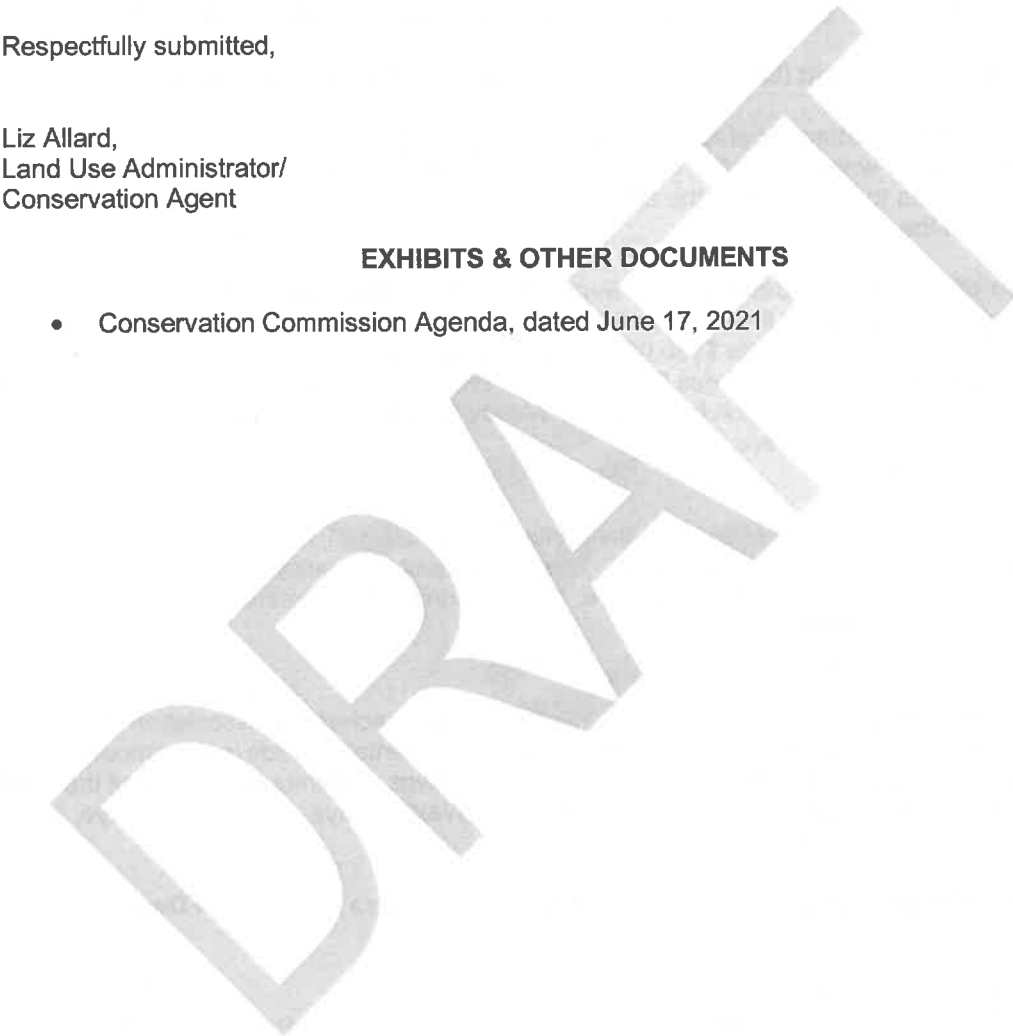 Respectfully submitted,
Liz Allard,
Land Use Administrator/
Conservation Agent
EXHIBITS & OTHER DOCUMENTS
• Conservation Commission Agenda, dated June 17, 2021
DRAFT